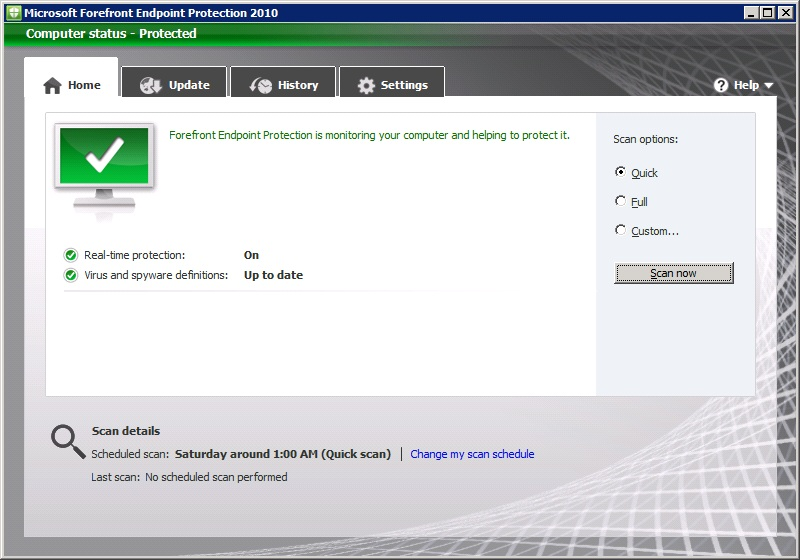 Microsoft Forefront Endpoint Protection 2010
Computer status - Protected
Home
Update
History
Settings
Help
Forefront Endpoint Protection is monitoring your computer and helping to protect it.
Scan options:
Quick
Full
Custom...
Scan now
Real-time protection: On
Virus and spyware definitions: Up to date
Scan details
Scheduled scan: Saturday around 1:00 AM (Quick scan) | Change my scan schedule
Last scan: No scheduled scan performed